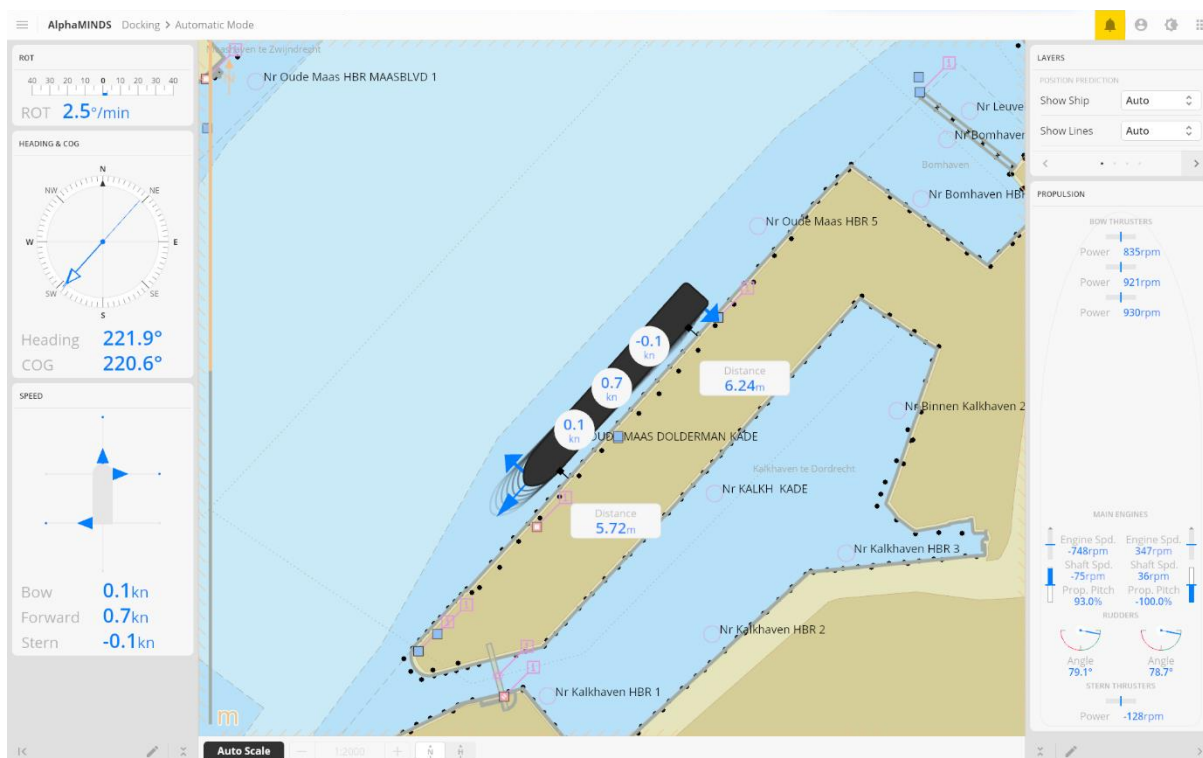 AlphaMINDS Docking > Automatic Mode
ROT
40 30 20 10 0 10 20 30 40
ROT 2.5°/min
HEADING & COG
N
NW NE
W E
SW SE
S
Heading 221.9°
COG 220.6°
SPEED
Bow 0.1kn
Forward 0.7kn
Stern -0.1kn
Maashaven te Zwijndrecht
Nr Oude Maas HBR MAASBLVD 1
Nr Leuve
Nr Bomhaven
Bomhaven
Nr Bomhaven HBR
Nr Oude Maas HBR 5
-0.1
kn
Distance
6.24m
0.7
kn
Nr Binnen Kalkhaven 2
0.1
kn
MAAS DOLDERMAN KADE
Kalkhaven te Dordrecht
Nr KALKH KADE
Distance
5.72m
Nr Kalkhaven HBR 3
Nr Kalkhaven HBR 2
Nr Kalkhaven HBR 1
m
Auto Scale − 1:2000 + N H
LAYERS
POSITION PREDICTION
Show Ship Auto
Show Lines Auto
PROPULSION
BOW THRUSTERS
Power 835rpm
Power 921rpm
Power 930rpm
MAIN ENGINES
Engine Spd. Engine Spd.
-748rpm 347rpm
Shaft Spd. Shaft Spd.
-75rpm 36rpm
Prop. Pitch Prop. Pitch
93.0% -100.0%
RUDDERS
Angle Angle
79.1° 78.7°
STERN THRUSTERS
Power -128rpm